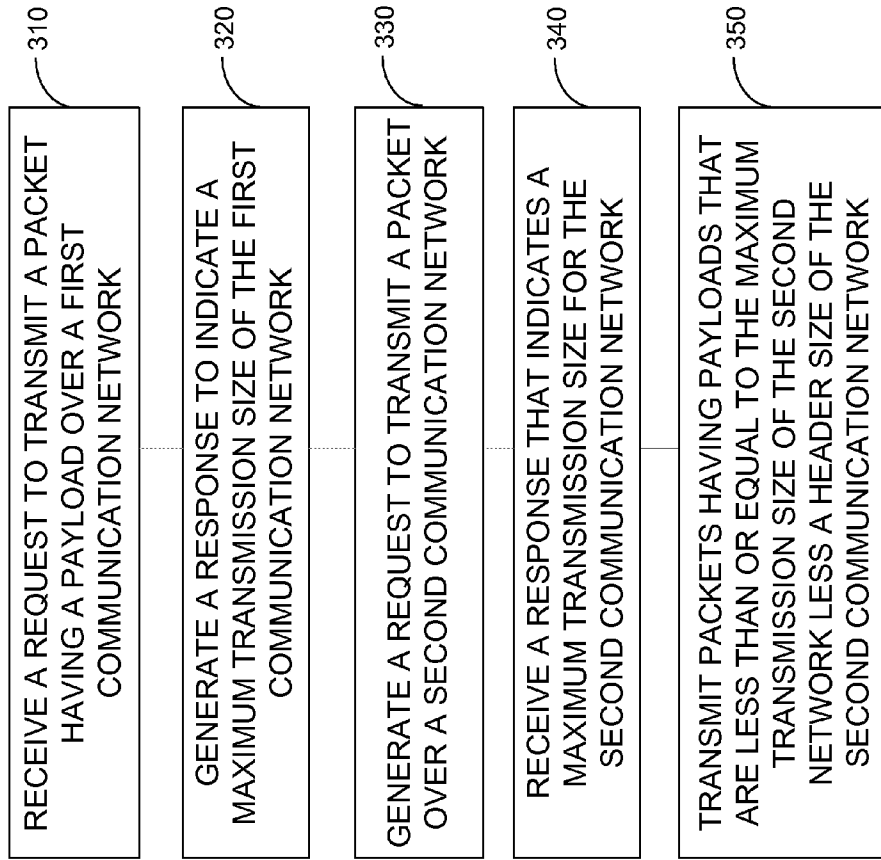 RECEIVE A REQUEST TO TRANSMIT A PACKET
HAVING A PAYLOAD OVER A FIRST
COMMUNICATION NETWORK
310
GENERATE A RESPONSE TO INDICATE A
MAXIMUM TRANSMISSION SIZE OF THE FIRST
COMMUNICATION NETWORK
320
GENERATE A REQUEST TO TRANSMIT A PACKET
OVER A SECOND COMMUNICATION NETWORK
330
RECEIVE A RESPONSE THAT INDICATES A
MAXIMUM TRANSMISSION SIZE FOR THE
SECOND COMMUNICATION NETWORK
340
TRANSMIT PACKETS HAVING PAYLOADS THAT
ARE LESS THAN OR EQUAL TO THE MAXIMUM
TRANSMISSION SIZE OF THE SECOND
NETWORK LESS A HEADER SIZE OF THE
SECOND COMMUNICATION NETWORK
350